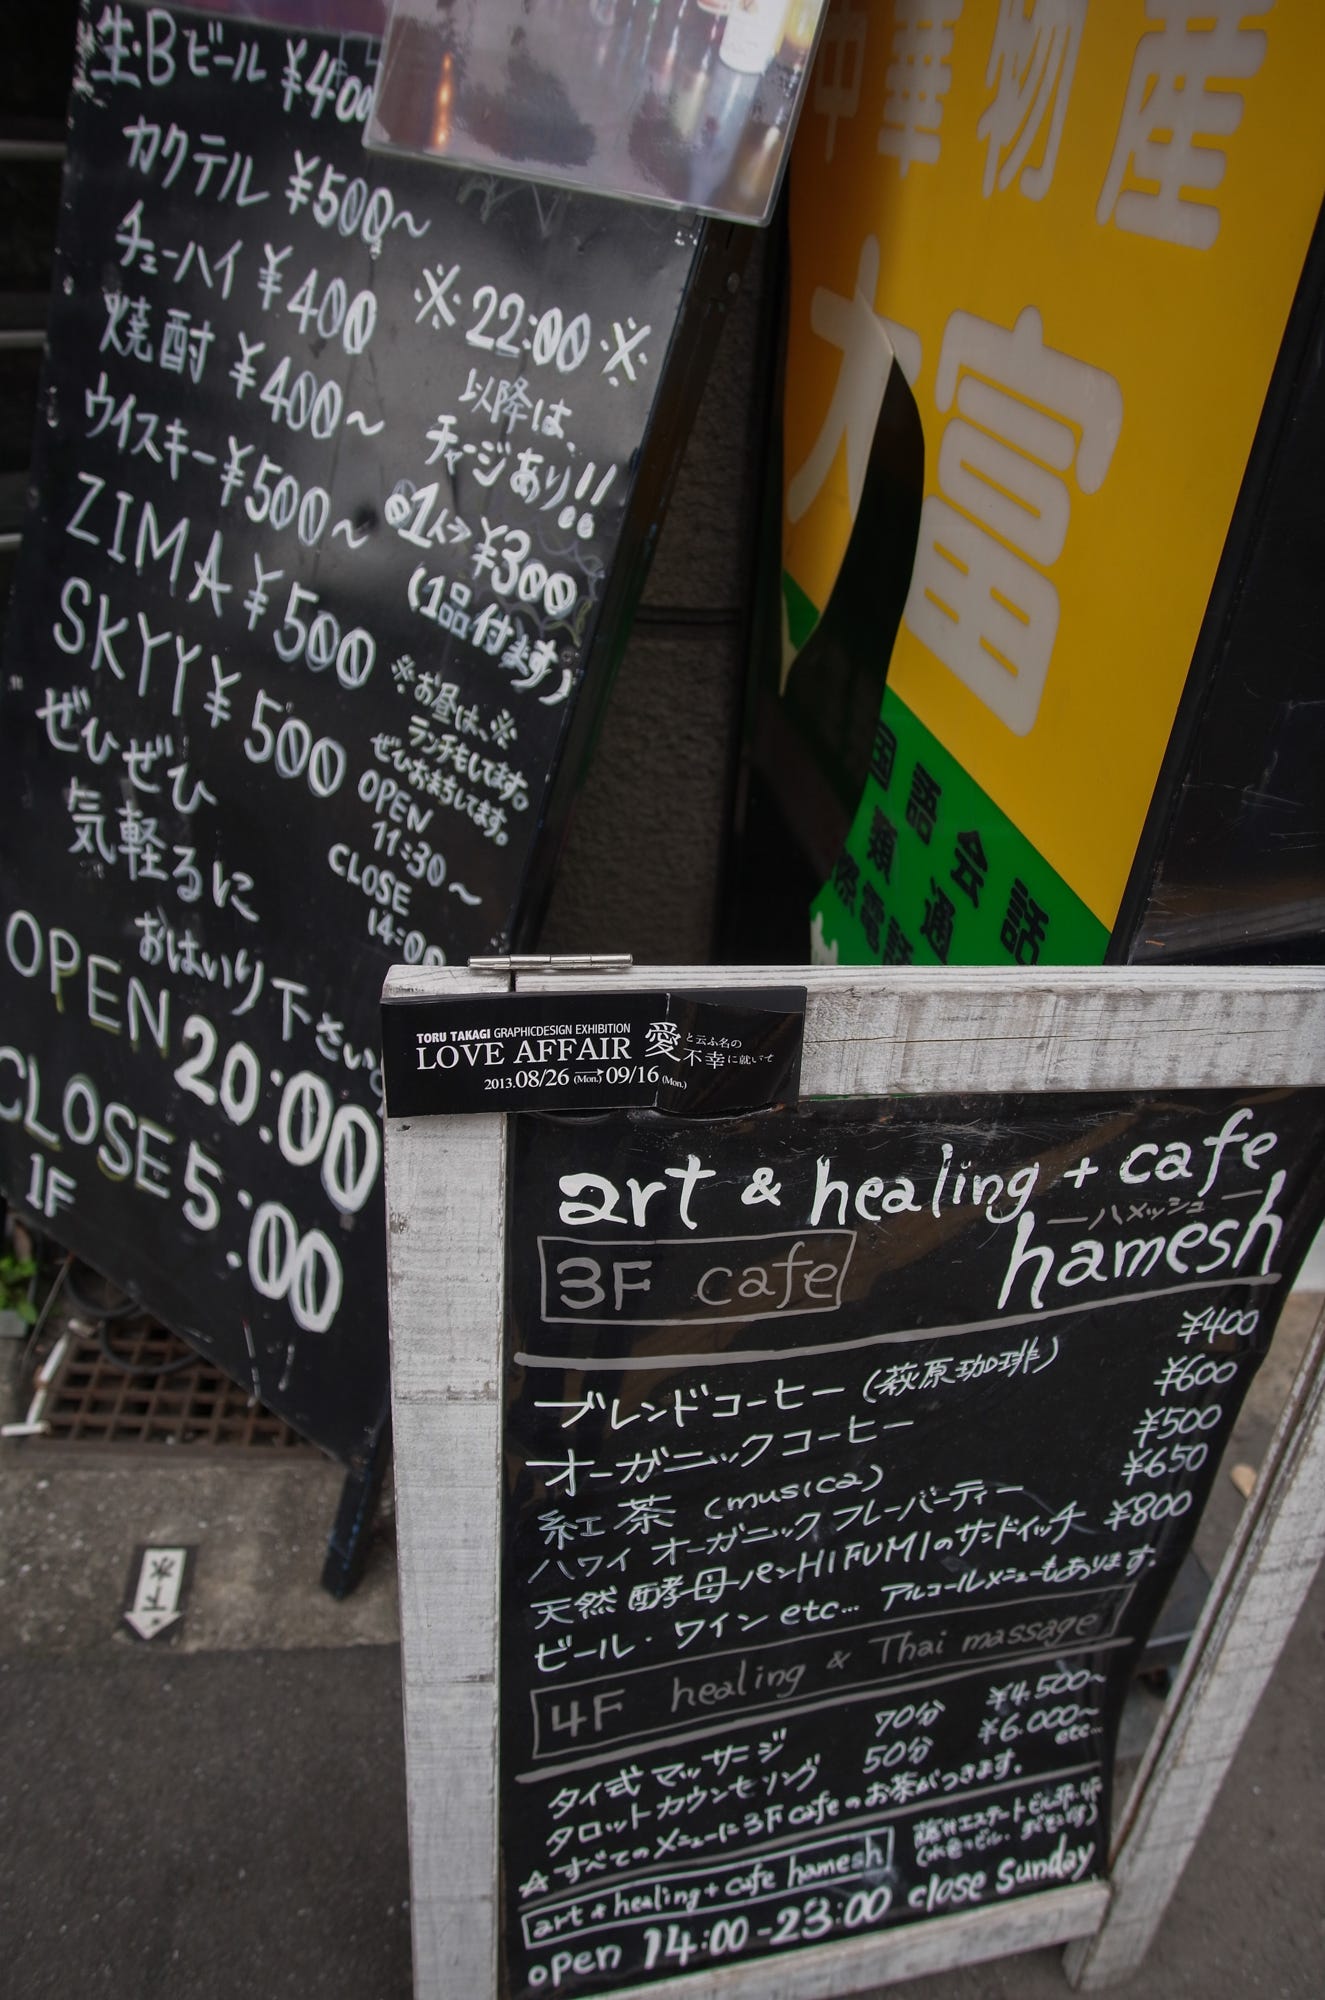 生・Bビール ¥400
カクテル ¥500〜
チューハイ ¥400
焼酎 ¥400〜
ウイスキー ¥500〜
ZIMA ¥500
SKYY ¥500
ぜひぜひ
気軽るに
おはいり下さい。
OPEN 20:00
CLOSE 5:00
1F
※22:00※
以降は、
チャージあり!!
1人→¥300
(1品付ます)
※お昼は、※
ランチもしてます。
ぜひおまちしてます。
OPEN
11:30〜
CLOSE
14:00
中華物産
大富
国語会話
類 通
際電話
TORU TAKAGI GRAPHICDESIGN EXHIBITION
LOVE AFFAIR
2013.08/26(Mon.)→09/16(Mon.)
愛と云ふ名の
不幸に就いて
art & healing + cafe
ーハメッシュー
hamesh
3F cafe
ブレンドコーヒー(萩原珈琲) ¥400
オーガニックコーヒー ¥600
紅茶 (musica) ¥500
ハワイ オーガニックフレーバーティー ¥650
天然酵母パンHIFUMIのサンドイッチ ¥800
ビール・ワイン etc... アルコールメニューもあります。
4F healing & Thai massage
タイ式マッサージ 70分 ¥4.500〜
タロットカウンセリング 50分 ¥6.000〜
etc...
☆すべてのメニューに3Fcafeのお茶がつきます。
art & healing + cafe hamesh
open 14:00-23:00 close Sunday